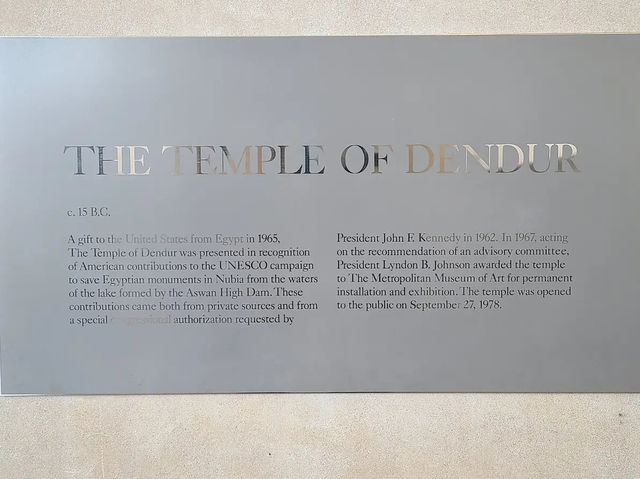 THE TEMPLE OF DENDUR
c. 15 B.C.
A gift to the United States from Egypt in 1965,
The Temple of Dendur was presented in recognition
of American contributions to the UNESCO campaign
to save Egyptian monuments in Nubia from the waters
of the lake formed by the Aswan High Dam. These
contributions came both from private sources and from
a special congressional authorization requested by
President John F. Kennedy in 1962. In 1967, acting
on the recommendation of an advisory committee,
President Lyndon B. Johnson awarded the temple
to The Metropolitan Museum of Art for permanent
installation and exhibition. The temple was opened
to the public on September 27, 1978.